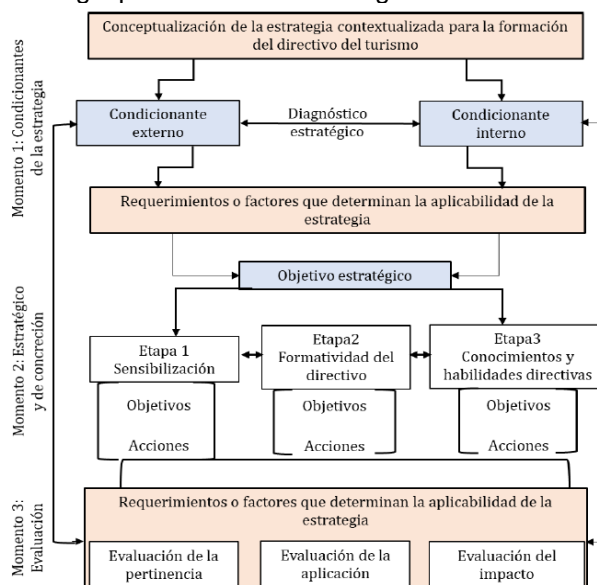 Conceptualización de la estrategia contextualizada para la formación
del directivo del turismo
Momento 1: Condicionantes
de la estrategia
Condicionante
externo
Diagnóstico
estratégico
Condicionante
interno
Requerimientos o factores que determinan la aplicabilidad de la
estrategia
Momento 2: Estratégico
y de concreción
Objetivo estratégico
Etapa 1
Sensibilización
Etapa2
Formatividad del
directivo
Etapa3
Conocimientos y
habilidades directivas
Objetivos
Acciones
Objetivos
Acciones
Objetivos
Acciones
Momento 3:
Evaluación
Requerimientos o factores que determinan la aplicabilidad de la
estrategia
Evaluación de la
pertinencia
Evaluación de la
aplicación
Evaluación del
impacto